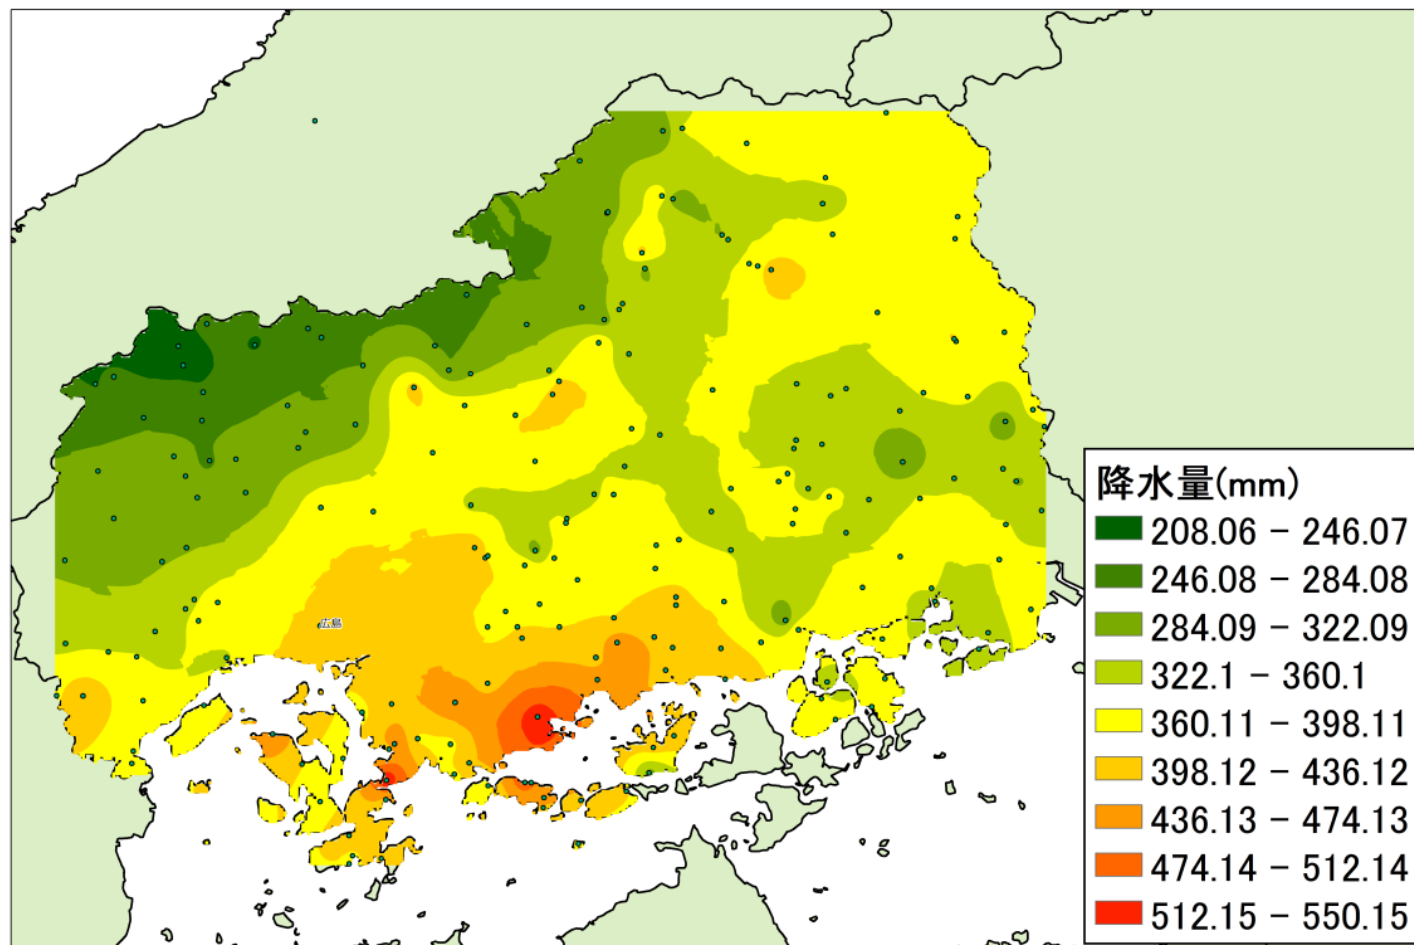 広島
降水量(mm)
208.06 - 246.07
246.08 - 284.08
284.09 - 322.09
322.1 - 360.1
360.11 - 398.11
398.12 - 436.12
436.13 - 474.13
474.14 - 512.14
512.15 - 550.15